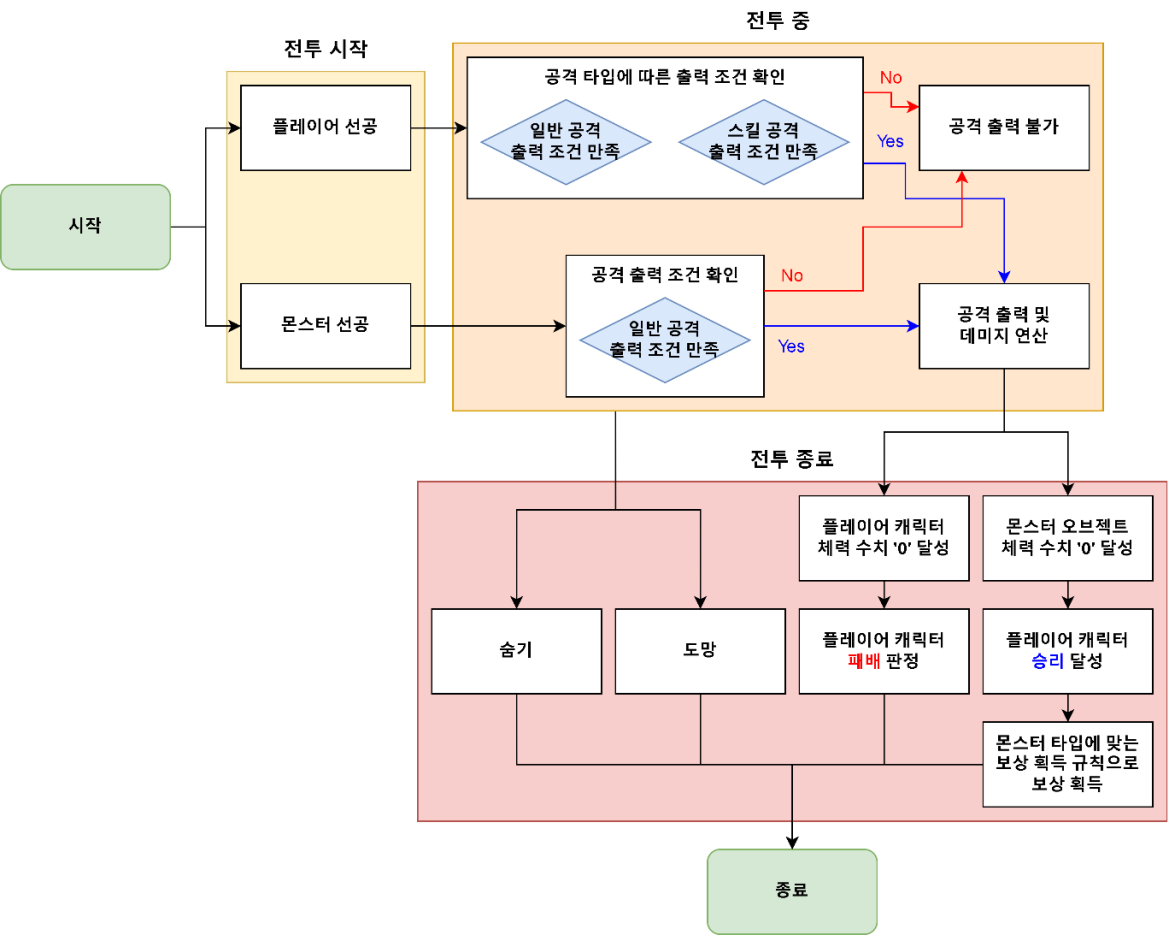 전투 중
전투 시작
공격 타입에 따른 출력 조건 확인
No
플레이어 선공
일반 공격
출력 조건 만족
스킬 공격
출력 조건 만족
Yes
공격 출력 불가
시작
공격 출력 조건 확인
No
몬스터 선공
일반 공격
출력 조건 만족
Yes
공격 출력 및
데미지 연산
전투 종료
플레이어 캐릭터
체력 수치 '0' 달성
몬스터 오브젝트
체력 수치 '0' 달성
숨기
도망
플레이어 캐릭터
패배 판정
플레이어 캐릭터
승리 달성
몬스터 타입에 맞는
보상 획득 규칙으로
보상 획득
종료